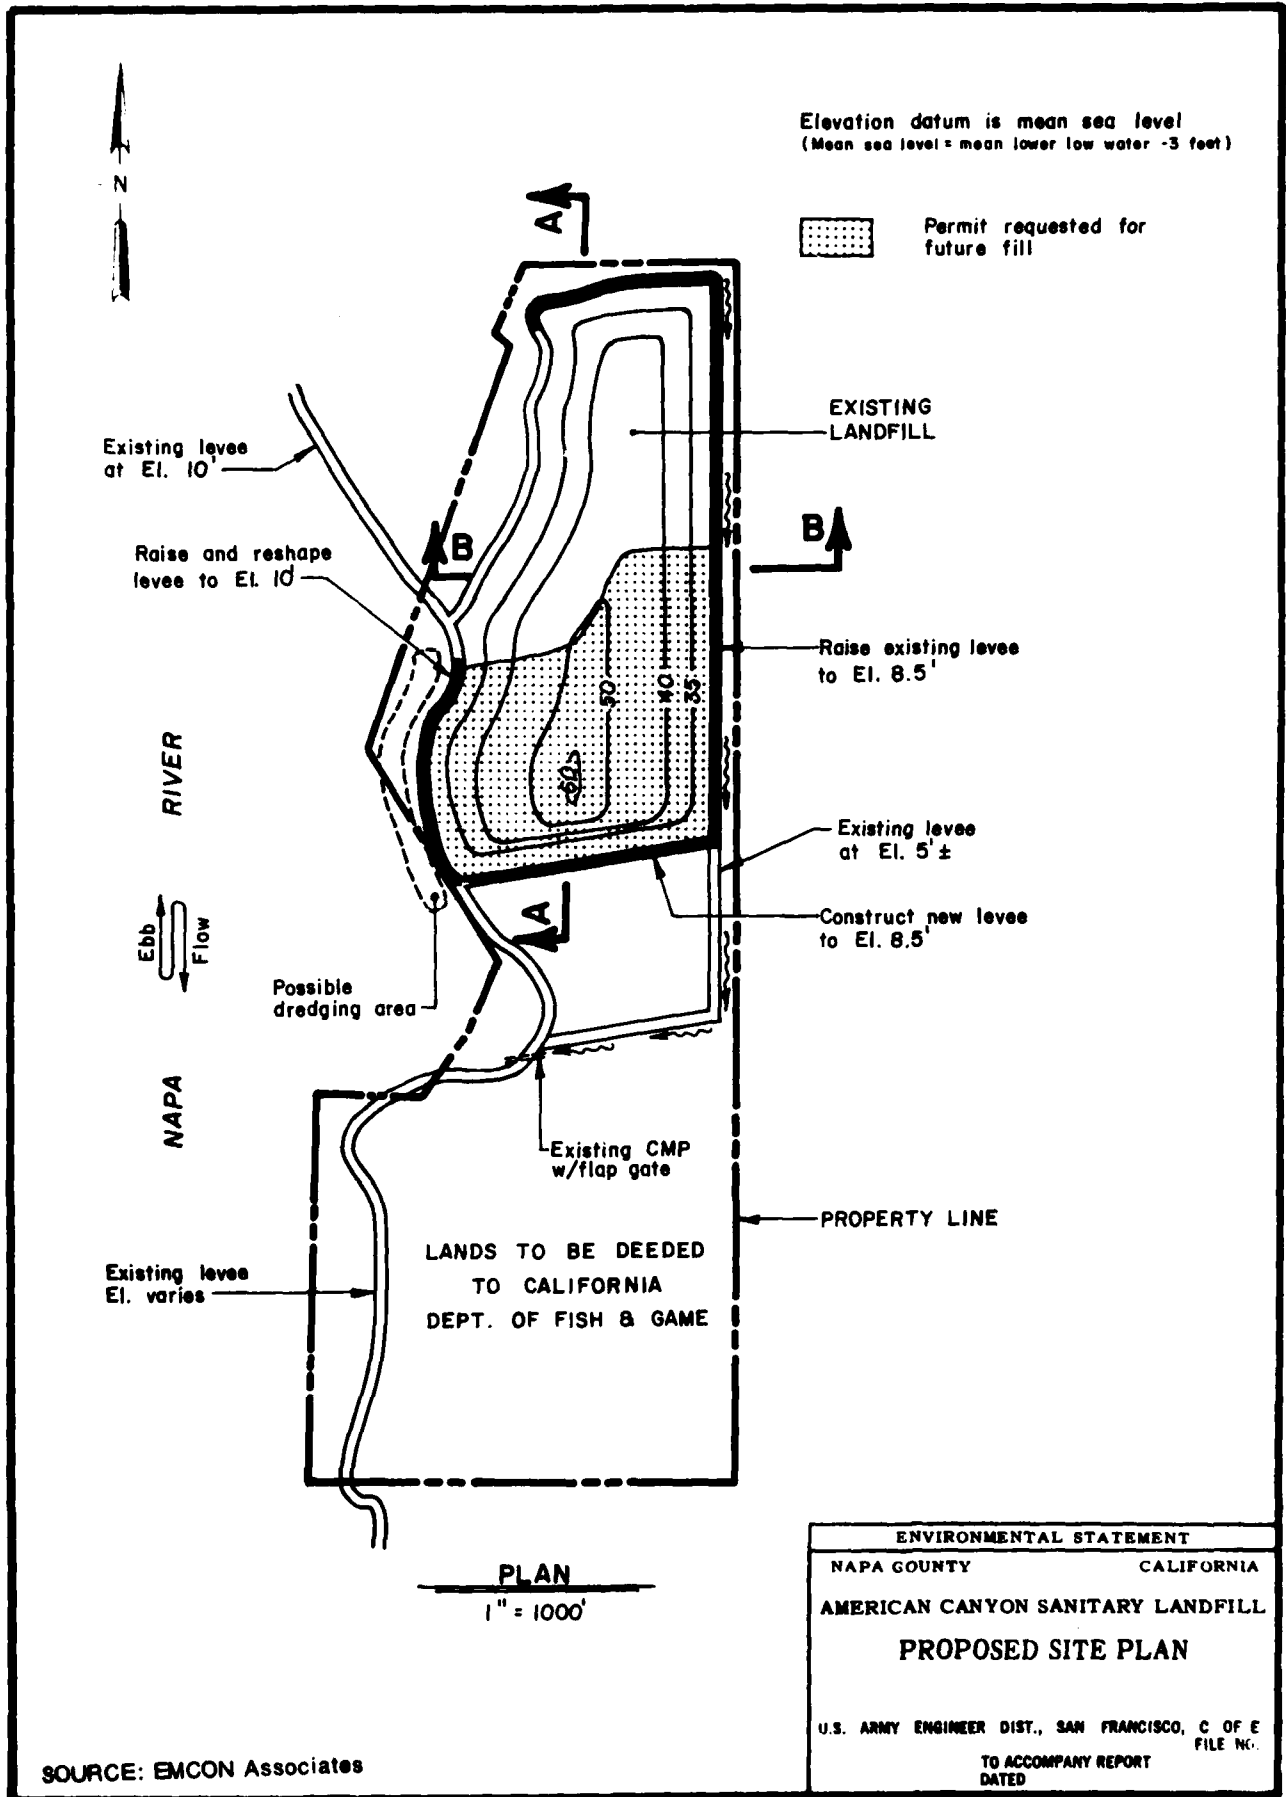 N
Elevation datum is mean sea level
(Mean sea level = mean lower low water -3 feet)
Permit requested for
future fill
A
EXISTING
LANDFILL
Existing levee
at El. 10'
B
B
Raise and reshape
levee to El. 10'
Raise existing levee
to El. 8.5'
50
40
35
60
NAPA RIVER
Existing levee
at El. 5' ±
Ebb
Flow
A
Construct new levee
to El. 8.5'
Possible
dredging area
Existing CMP
w/flap gate
PROPERTY LINE
LANDS TO BE DEEDED
TO CALIFORNIA
DEPT. OF FISH & GAME
Existing levee
El. varies
PLAN
1" = 1000'
ENVIRONMENTAL STATEMENT
NAPA COUNTY CALIFORNIA
AMERICAN CANYON SANITARY LANDFILL
PROPOSED SITE PLAN
U.S. ARMY ENGINEER DIST., SAN FRANCISCO, C OF E
FILE NO.
TO ACCOMPANY REPORT
DATED
SOURCE: EMCON Associates